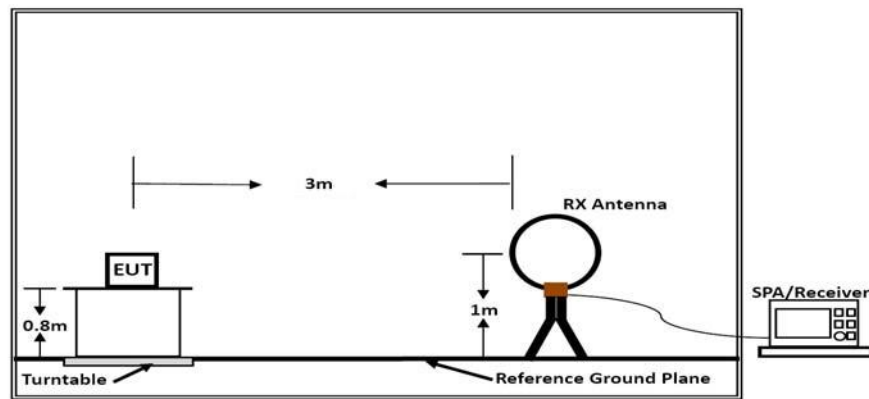 3m
RX Antenna
EUT
SPA/Receiver
0.8m
1m
Turntable
Reference Ground Plane